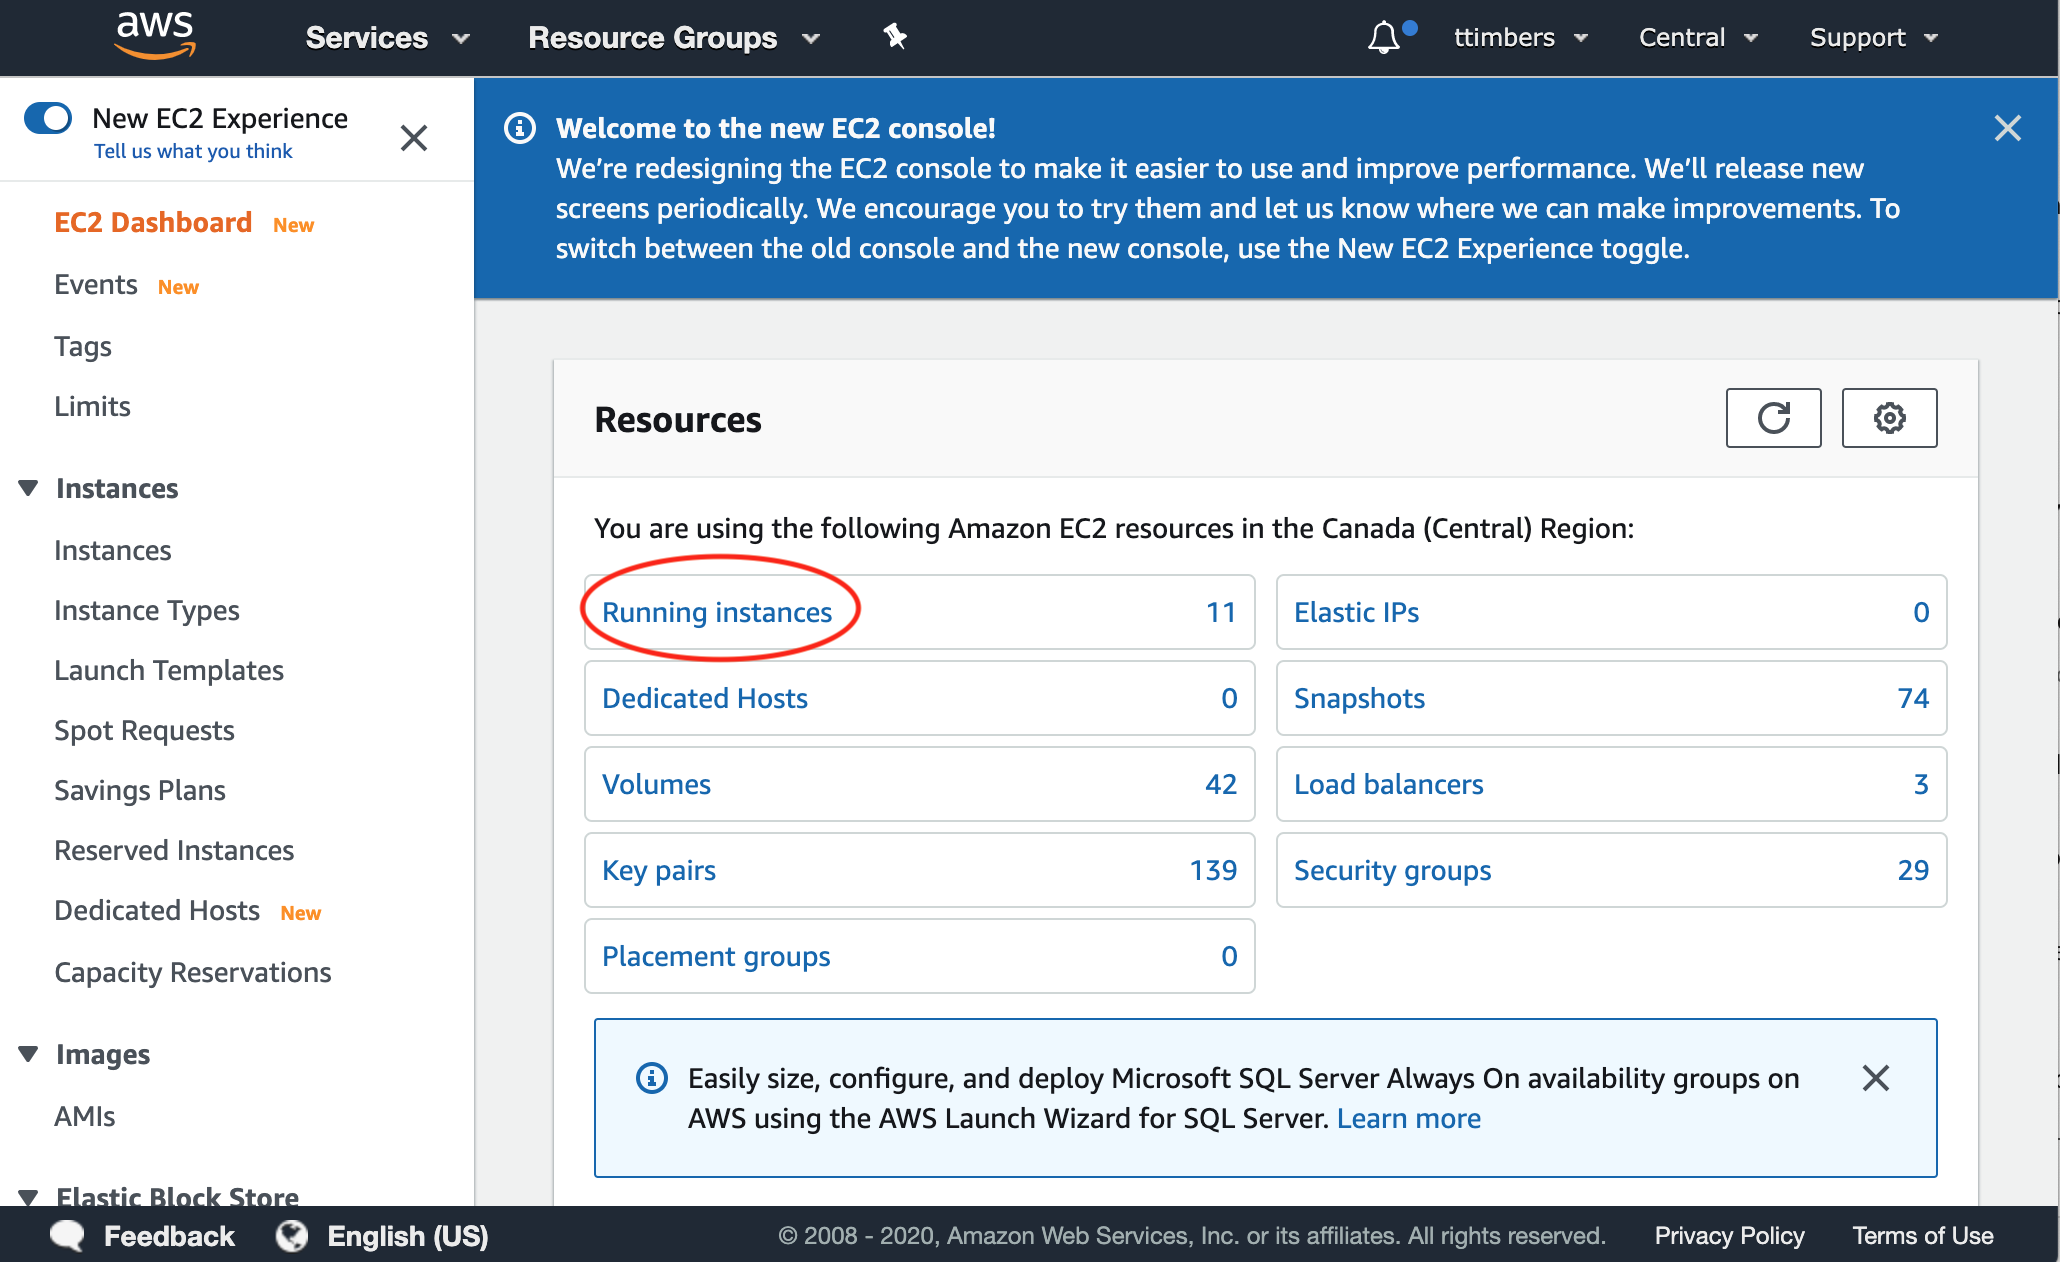 aws
Services
Resource Groups
ttimbers
Central
Support
New EC2 Experience
Tell us what you think
EC2 Dashboard New
Events New
Tags
Limits
Instances
Instances
Instance Types
Launch Templates
Spot Requests
Savings Plans
Reserved Instances
Dedicated Hosts New
Capacity Reservations
Images
AMIs
Elastic Block Store
Welcome to the new EC2 console!
We’re redesigning the EC2 console to make it easier to use and improve performance. We’ll release new
screens periodically. We encourage you to try them and let us know where we can make improvements. To
switch between the old console and the new console, use the New EC2 Experience toggle.
Resources
You are using the following Amazon EC2 resources in the Canada (Central) Region:
Running instances 11
Elastic IPs 0
Dedicated Hosts 0
Snapshots 74
Volumes 42
Load balancers 3
Key pairs 139
Security groups 29
Placement groups 0
Easily size, configure, and deploy Microsoft SQL Server Always On availability groups on
AWS using the AWS Launch Wizard for SQL Server. Learn more
Feedback
English (US)
© 2008 - 2020, Amazon Web Services, Inc. or its affiliates. All rights reserved.
Privacy Policy
Terms of Use